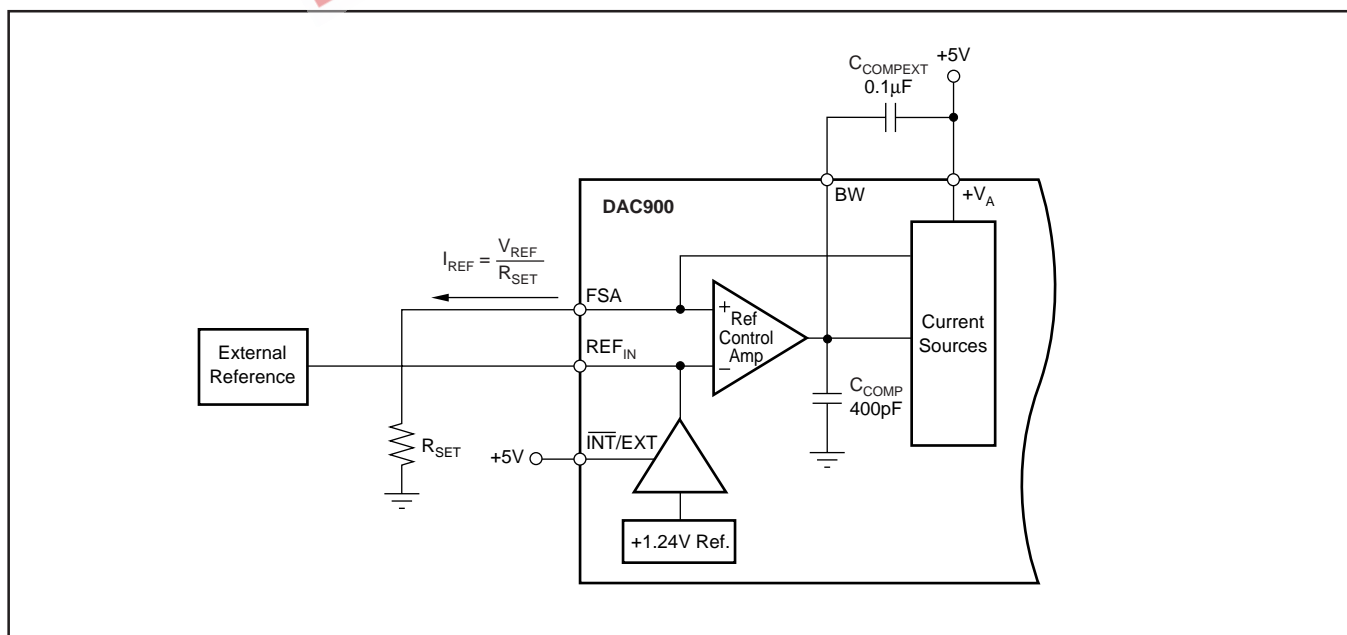 C_COMPEXT
0.1µF
+5V
BW
+V_A
DAC900
I_REF = V_REF / R_SET
FSA
+
Ref
Control
Amp
–
Current
Sources
External
Reference
REF_IN
C_COMP
400pF
R_SET
+5V
I̅N̅T̅/EXT
+1.24V Ref.